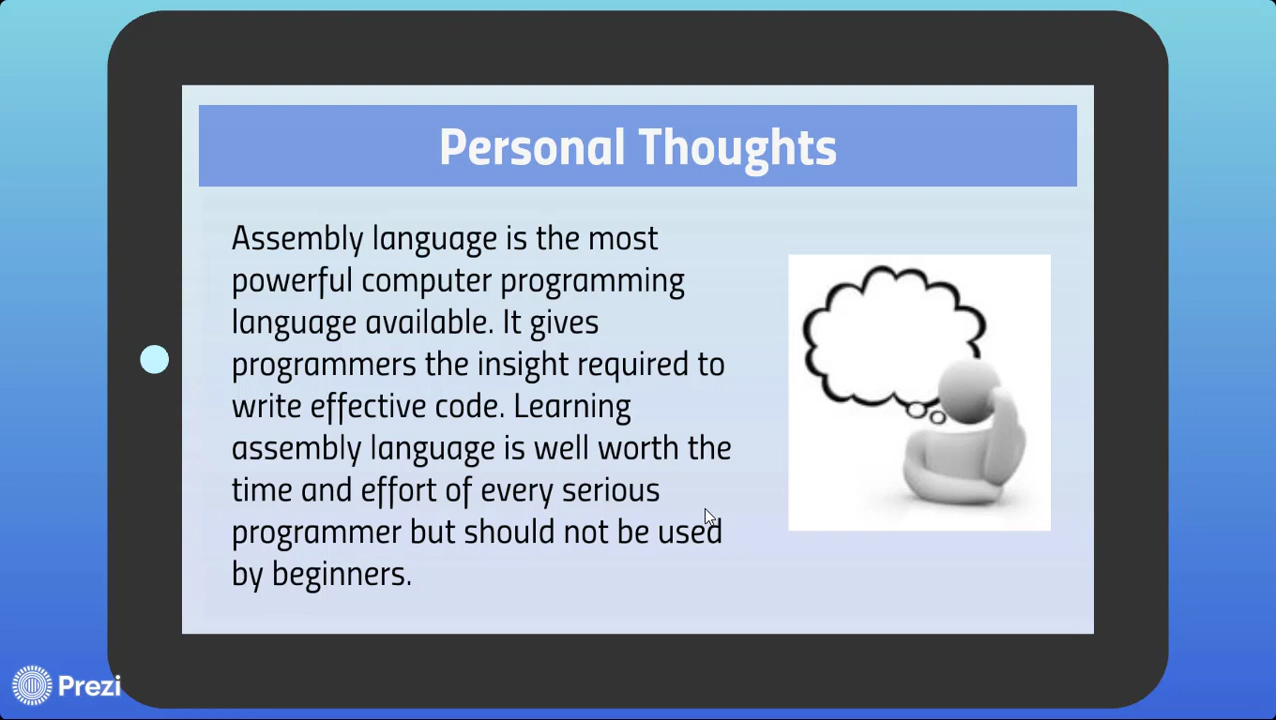 Personal Thoughts
Assembly language is the most
powerful computer programming
language available. It gives
programmers the insight required to
write effective code. Learning
assembly language is well worth the
time and effort of every serious
programmer but should not be used
by beginners.
Prezi